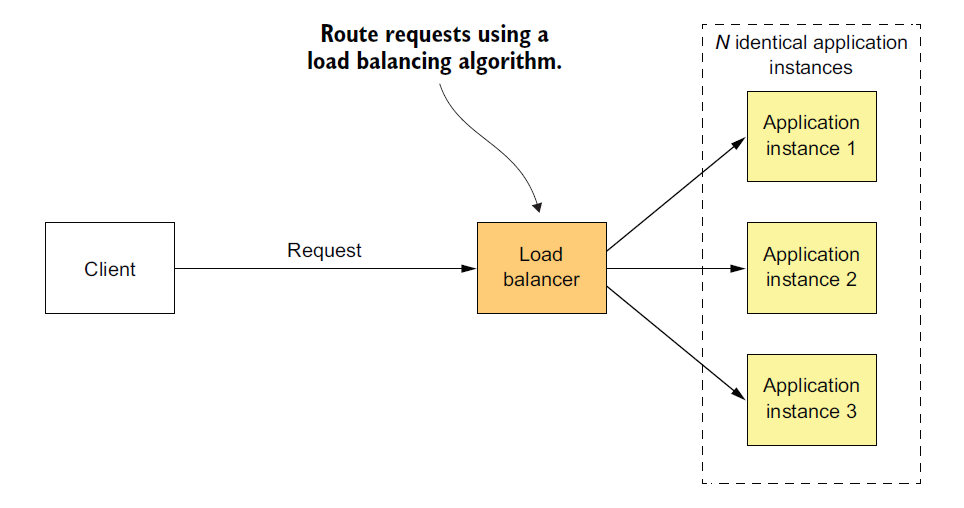 Route requests using a
load balancing algorithm.
N identical application
instances
Application
instance 1
Client
Request
Load
balancer
Application
instance 2
Application
instance 3